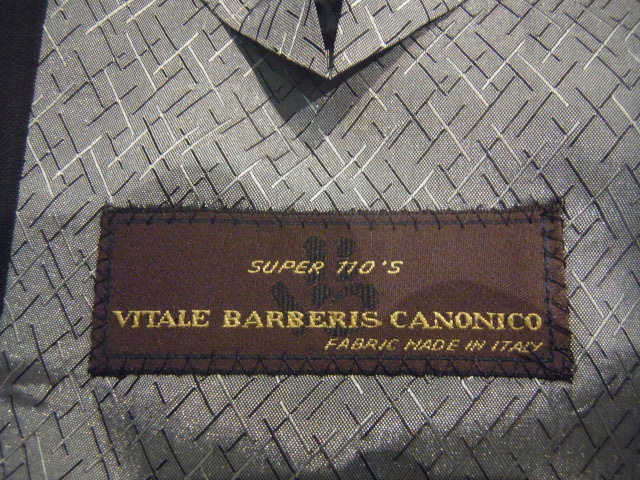 SUPER 110'S
VITALE BARBERIS CANONICO
FABRIC MADE IN ITALY